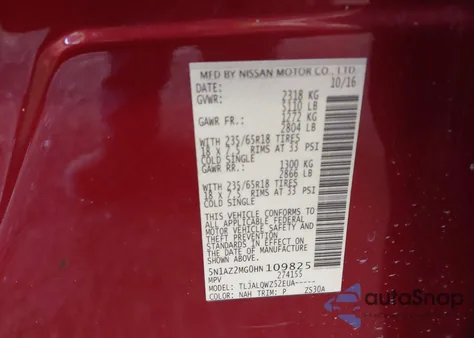 MFD BY NISSAN MOTOR CO., LTD.
DATE: 10/16
GVWR: 2318 KG
5110 LB
GAWR FR.: 1272 KG
2804 LB
WITH 235/65R18 TIRES
18 X 7.5 RIMS AT 33 PSI
COLD SINGLE
GAWR RR.: 1300 KG
2866 LB
WITH 235/65R18 TIRES
18 X 7.5 RIMS AT 33 PSI
COLD SINGLE
THIS VEHICLE CONFORMS TO
ALL APPLICABLE FEDERAL
MOTOR VEHICLE SAFETY AND
THEFT PREVENTION
STANDARDS IN EFFECT ON
THE DATE OF MANUFACTURE
SHOWN ABOVE.
5N1AZ2MG0HN109825
MPV 274155
MODEL: TLJALQWZ52EUA-----
COLOR: NAH TRIM: P ZS30A
autoSnap